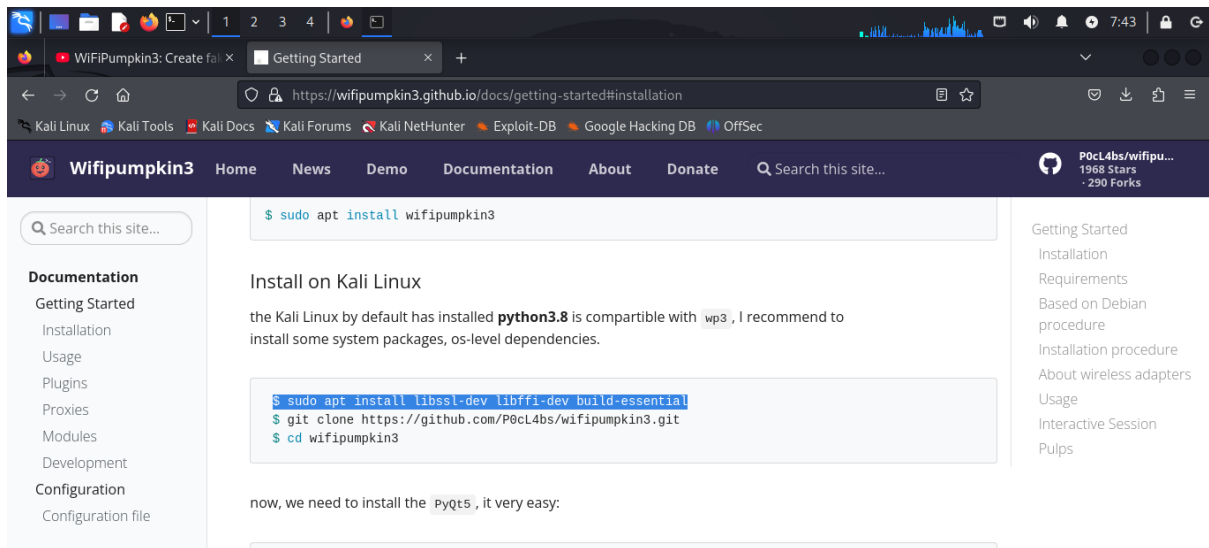 1 2 3 4 7:43
WiFiPumpkin3: Create fak × Getting Started × +
https://wifipumpkin3.github.io/docs/getting-started#installation
Kali Linux Kali Tools Kali Docs Kali Forums Kali NetHunter Exploit-DB Google Hacking DB OffSec
Wifipumpkin3 Home News Demo Documentation About Donate Search this site...
P0cL4bs/wifipu...
1968 Stars
· 290 Forks
Search this site...
Documentation
Getting Started
Installation
Usage
Plugins
Proxies
Modules
Development
Configuration
Configuration file
$ sudo apt install wifipumpkin3
Install on Kali Linux
the Kali Linux by default has installed python3.8 is compartible with wp3 , I recommend to
install some system packages, os-level dependencies.
$ sudo apt install libssl-dev libffi-dev build-essential
$ git clone https://github.com/P0cL4bs/wifipumpkin3.git
$ cd wifipumpkin3
now, we need to install the PyQt5 , it very easy:
Getting Started
Installation
Requirements
Based on Debian
procedure
Installation procedure
About wireless adapters
Usage
Interactive Session
Pulps